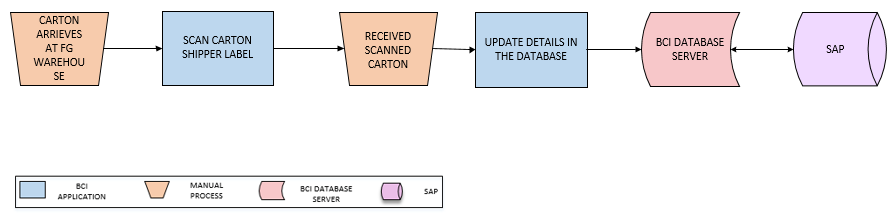 CARTON
ARRIEVES
AT FG
WAREHOU
SE
SCAN CARTON
SHIPPER LABEL
RECEIVED
SCANNED
CARTON
UPDATE DETAILS IN
THE DATABASE
BCI DATABASE
SERVER
SAP
BCI
APPLICATION
MANUAL
PROCESS
BCI DATABASE
SERVER
SAP